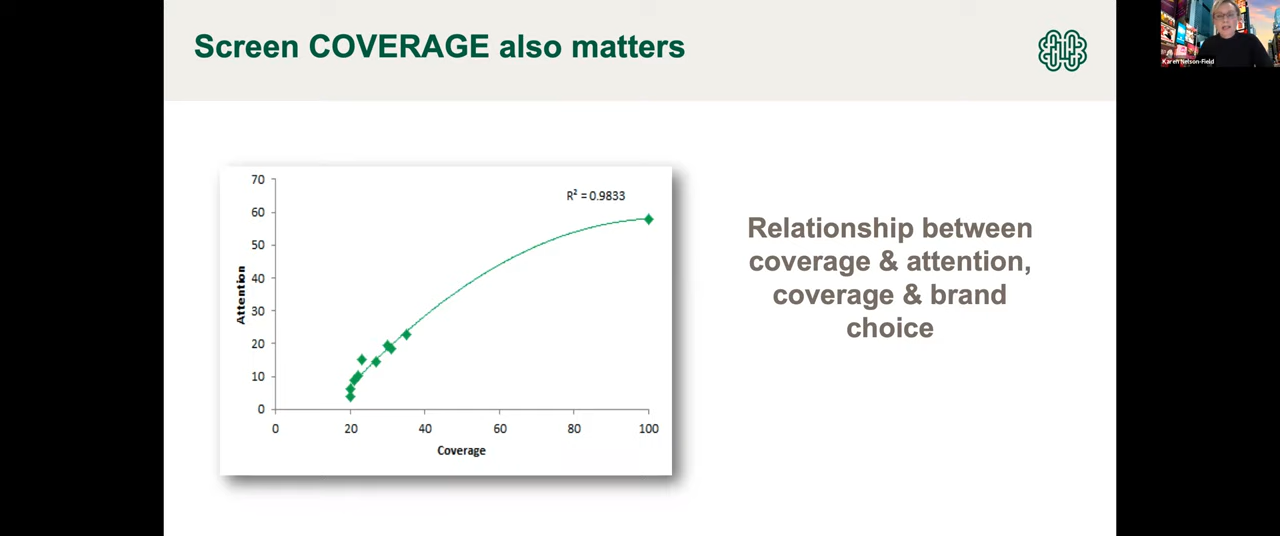 Screen COVERAGE also matters
Karen Nelson-Field
70
60
50
40
30
20
10
0
Attention
R² = 0.9833
0 20 40 60 80 100
Coverage
Relationship between
coverage & attention,
coverage & brand
choice